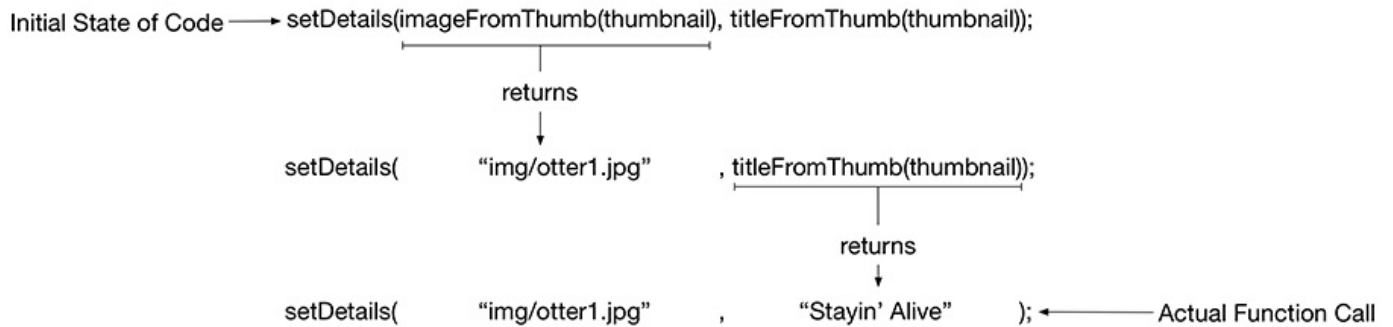 Initial State of Code setDetails(imageFromThumb(thumbnail), titleFromThumb(thumbnail));
returns
setDetails( “img/otter1.jpg” , titleFromThumb(thumbnail));
returns
setDetails( “img/otter1.jpg” , “Stayin’ Alive” ); Actual Function Call